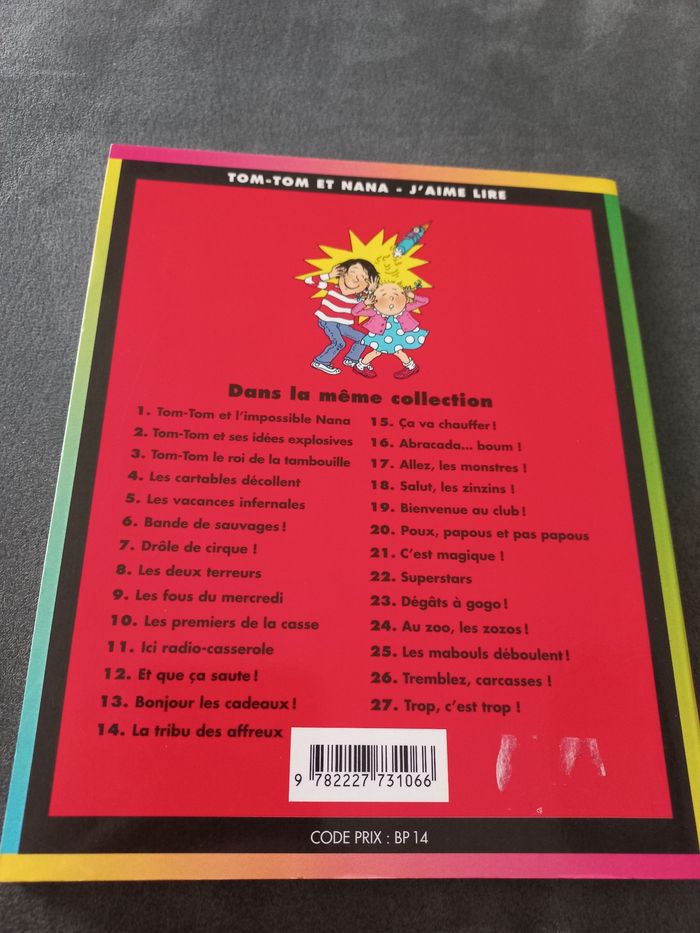 TOM-TOM ET NANA - J'AIME LIRE
Dans la même collection
1. Tom-Tom et l'impossible Nana
2. Tom-Tom et ses idées explosives
3. Tom-Tom le roi de la tambouille
4. Les cartables décollent
5. Les vacances infernales
6. Bande de sauvages !
7. Drôle de cirque !
8. Les deux terreurs
9. Les fous du mercredi
10. Les premiers de la casse
11. Ici radio-casserole
12. Et que ça saute !
13. Bonjour les cadeaux !
14. La tribu des affreux
15. Ça va chauffer !
16. Abracada... boum !
17. Allez, les monstres !
18. Salut, les zinzins !
19. Bienvenue au club !
20. Poux, papous et pas papous
21. C'est magique !
22. Superstars
23. Dégâts à gogo !
24. Au zoo, les zozos !
25. Les mabouls déboulent !
26. Tremblez, carcasses !
27. Trop, c'est trop !
9 782227 731066
CODE PRIX : BP 14